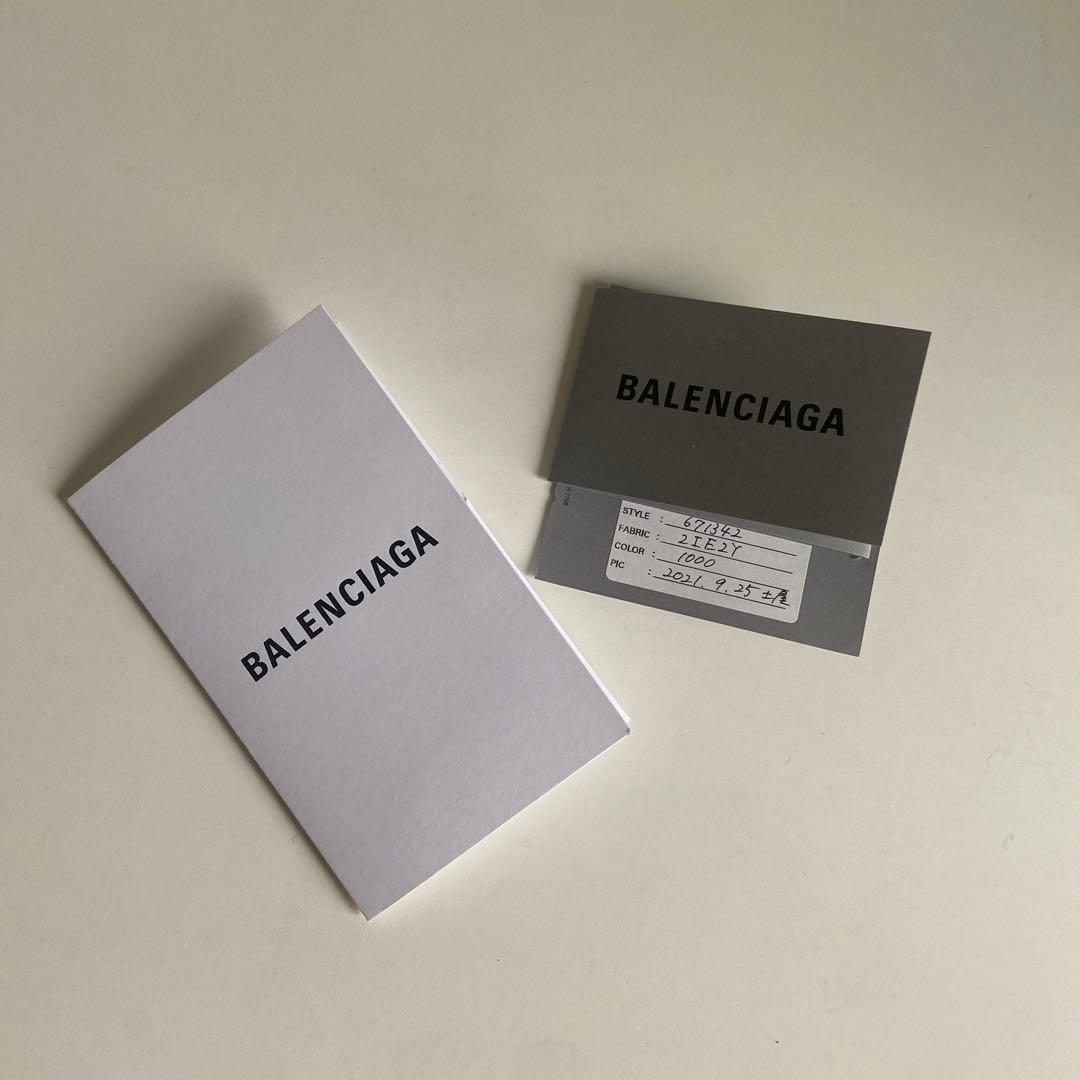 BALENCIAGA
BALENCIAGA
STYLE : 671342
FABRIC : 2IE2Y
COLOR : 1000
PIC : 2021. 9. 25